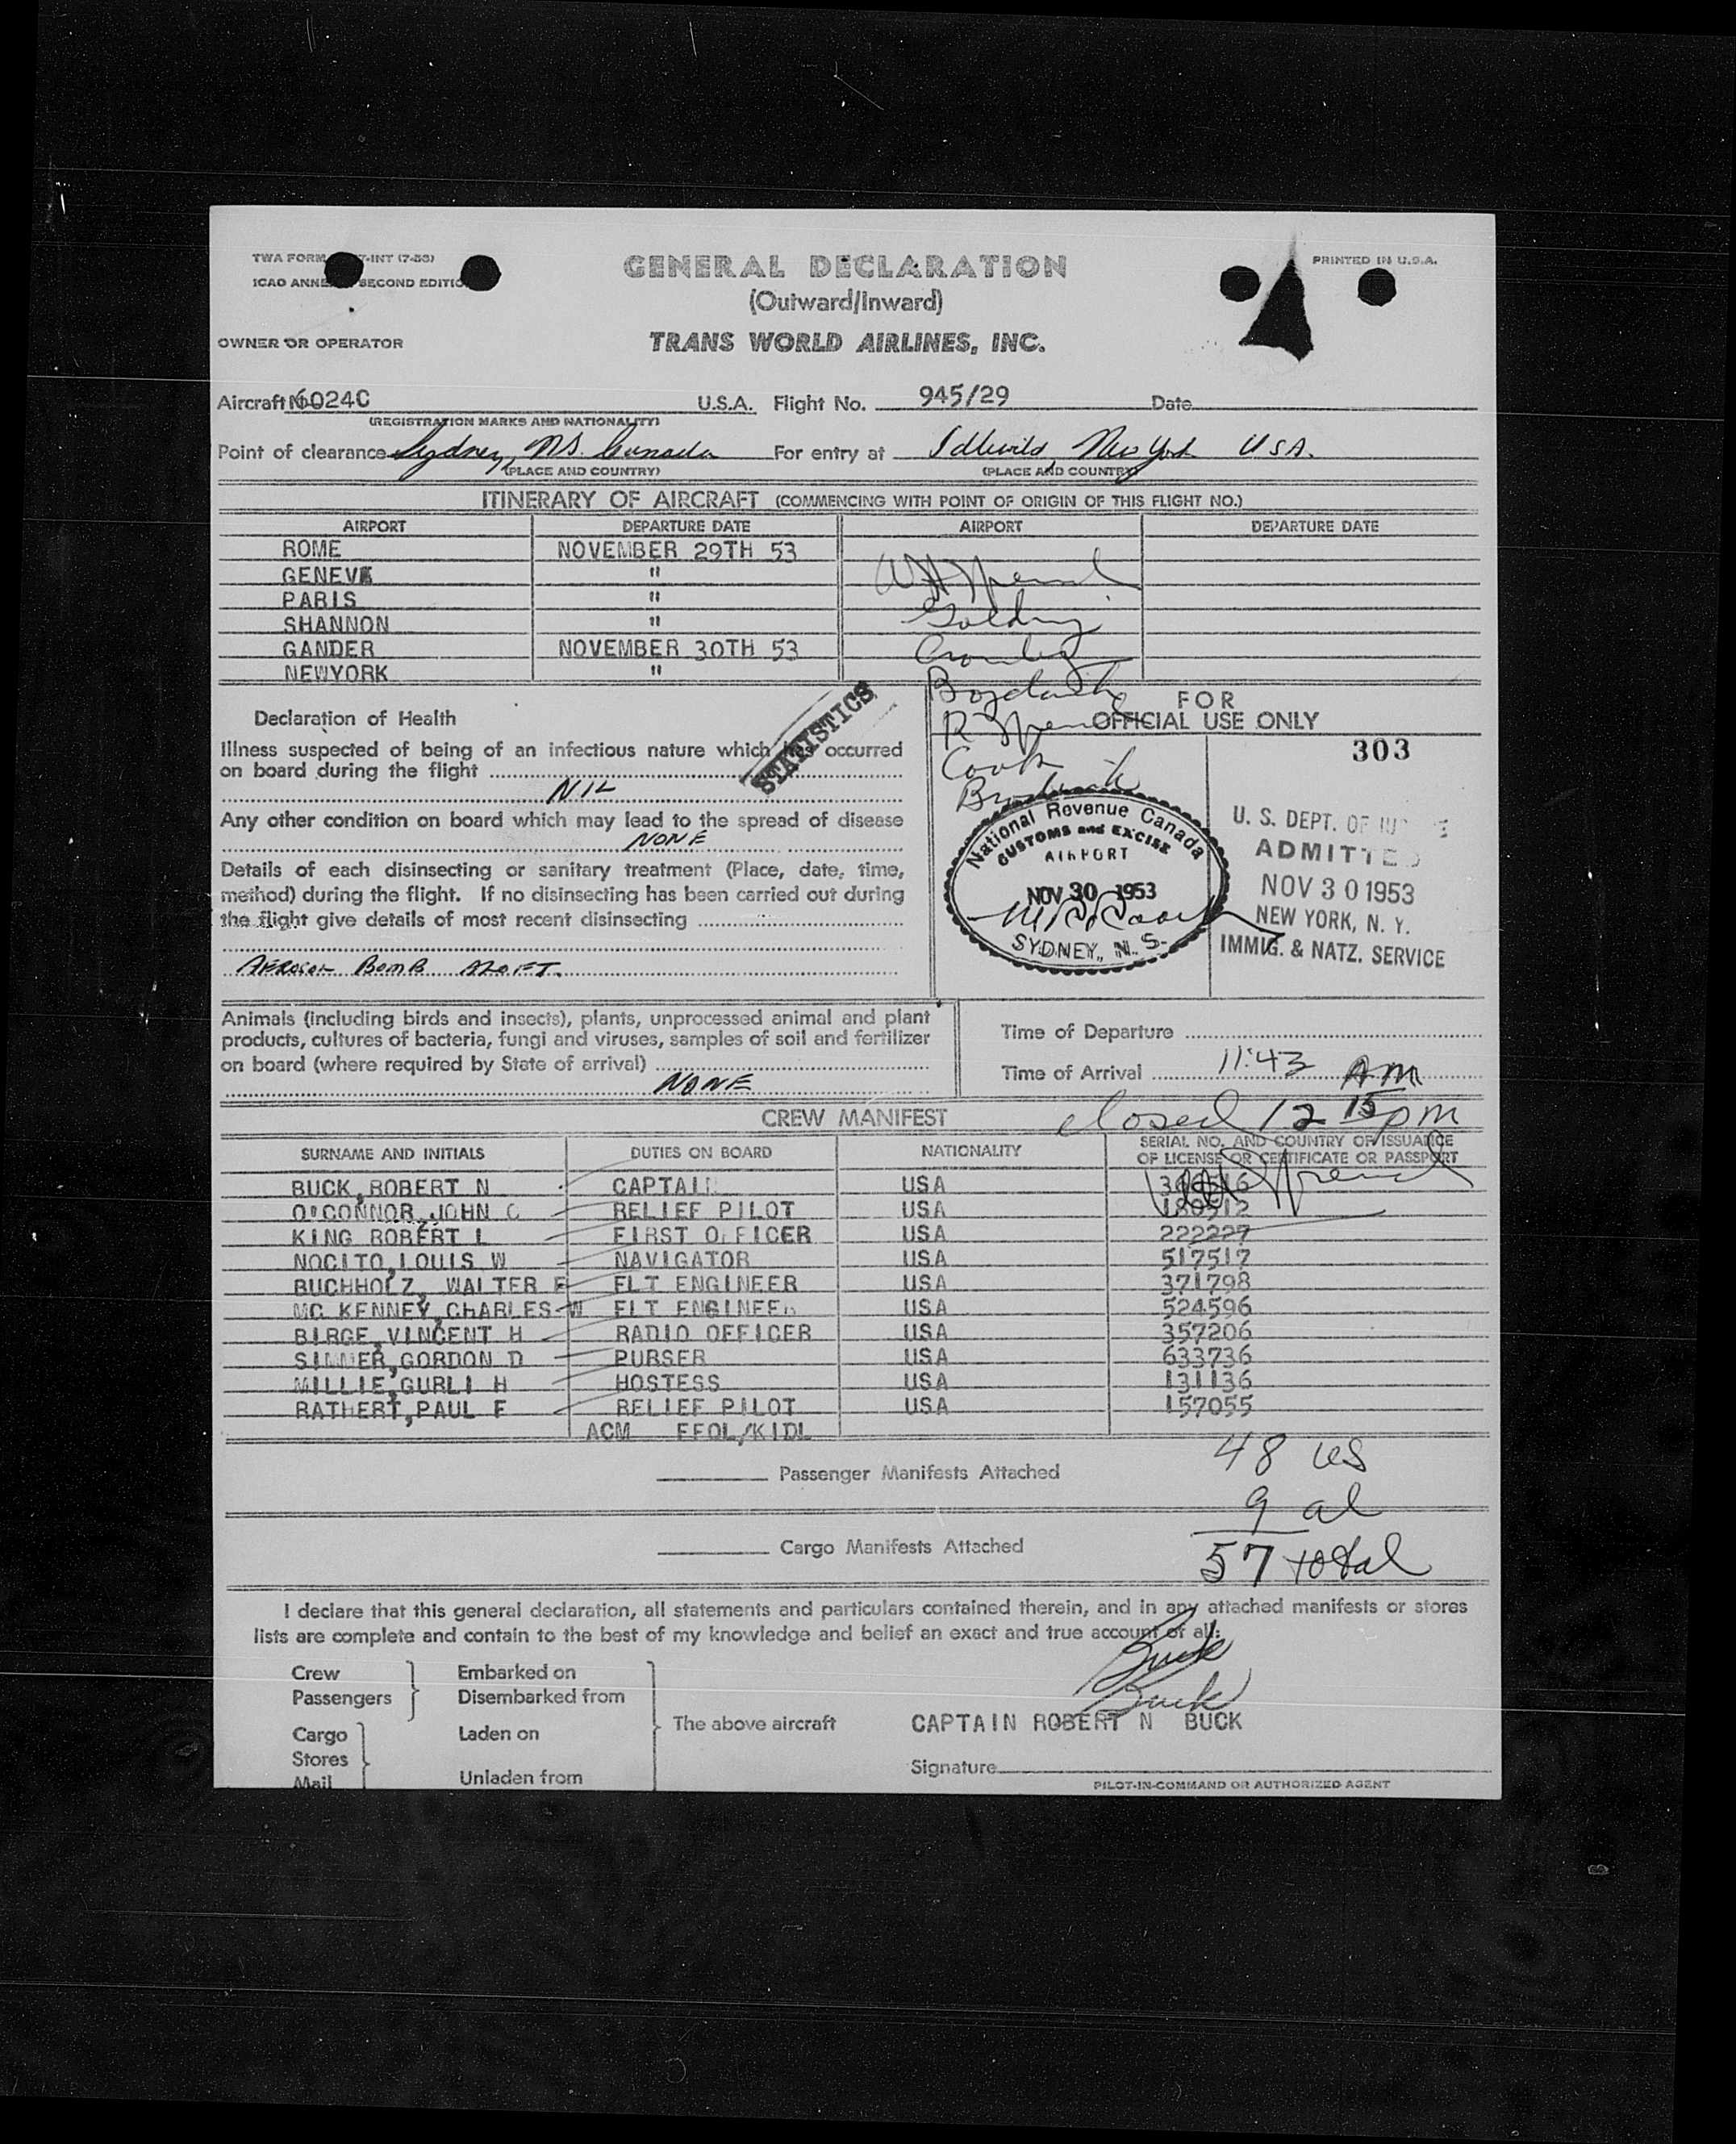 TWA FORM -INT (7-53)
PRINTED IN U.S.A.
ICAO ANNE SECOND EDITIO
GENERAL DECLARATION
(Outward/Inward)
OWNER OR OPERATOR
TRANS WORLD AIRLINES, INC.
Aircraft N6024C U.S.A. Flight No. 945/29 Date
(REGISTRATION MARKS AND NATIONALITY)
Point of clearance Sydney, NS. Canada For entry at Idlewild, New York USA.
(PLACE AND COUNTRY) (PLACE AND COUNTRY)
ITINERARY OF AIRCRAFT (COMMENCING WITH POINT OF ORIGIN OF THIS FLIGHT NO.)
AIRPORT DEPARTURE DATE AIRPORT DEPARTURE DATE
ROME NOVEMBER 29TH 53
GENEVA "
PARIS "
SHANNON "
GANDER NOVEMBER 30TH 53
NEWYORK "
Cook
STATISTICS
Declaration of Health
Illness suspected of being of an infectious nature which has occurred
on board during the flight
NIL
Any other condition on board which may lead to the spread of disease
NONE
Details of each disinsecting or sanitary treatment (Place, date, time,
method) during the flight. If no disinsecting has been carried out during
the flight give details of most recent disinsecting
AEROSOL BOMB ALOFT.
FOR
OFFICIAL USE ONLY
303
National Revenue Canada
CUSTOMS and EXCISE
AIRPORT
NOV 30 1953
SYDNEY, N. S.
U. S. DEPT. OF
ADMITTED
NOV 30 1953
NEW YORK, N. Y.
IMMIG. & NATZ. SERVICE
Animals (including birds and insects), plants, unprocessed animal and plant
products, cultures of bacteria, fungi and viruses, samples of soil and fertilizer
on board (where required by State of arrival)
NONE
Time of Departure
Time of Arrival 11:43 AM
closed 12 15 pm
CREW MANIFEST
SURNAME AND INITIALS DUTIES ON BOARD NATIONALITY SERIAL NO. AND COUNTRY OF ISSUANCE
OF LICENSE OR CERTIFICATE OR PASSPORT
BUCK,ROBERT N CAPTAIN USA
O'CONNOR,JOHN C RELIEF PILOT USA
KING ROBERT L FIRST OFFICER USA 222227
NOCITO,LOUIS W NAVIGATOR USA 517517
BUCHHOLZ, WALTER F FLT ENGINEER USA 371798
MC KENNEY,CHARLES W FLT ENGINEER USA 524596
BIRGE,VINCENT H RADIO OFFICER USA 357206
SIMMER,GORDON D PURSER USA 633736
MILLIE,GURLI H HOSTESS USA 131136
RATHERT,PAUL F RELIEF PILOT USA 157055
ACM EFOL/KIDL
48 US
Passenger Manifests Attached
9 al
Cargo Manifests Attached
57 total
I declare that this general declaration, all statements and particulars contained therein, and in any attached manifests or stores
lists are complete and contain to the best of my knowledge and belief an exact and true account of all:
Buck
Buck
Crew
Passengers
Embarked on
Disembarked from
Cargo
Stores
Mail
Laden on
Unladen from
The above aircraft
CAPTAIN ROBERT N BUCK
Signature
PILOT-IN-COMMAND OR AUTHORIZED AGENT